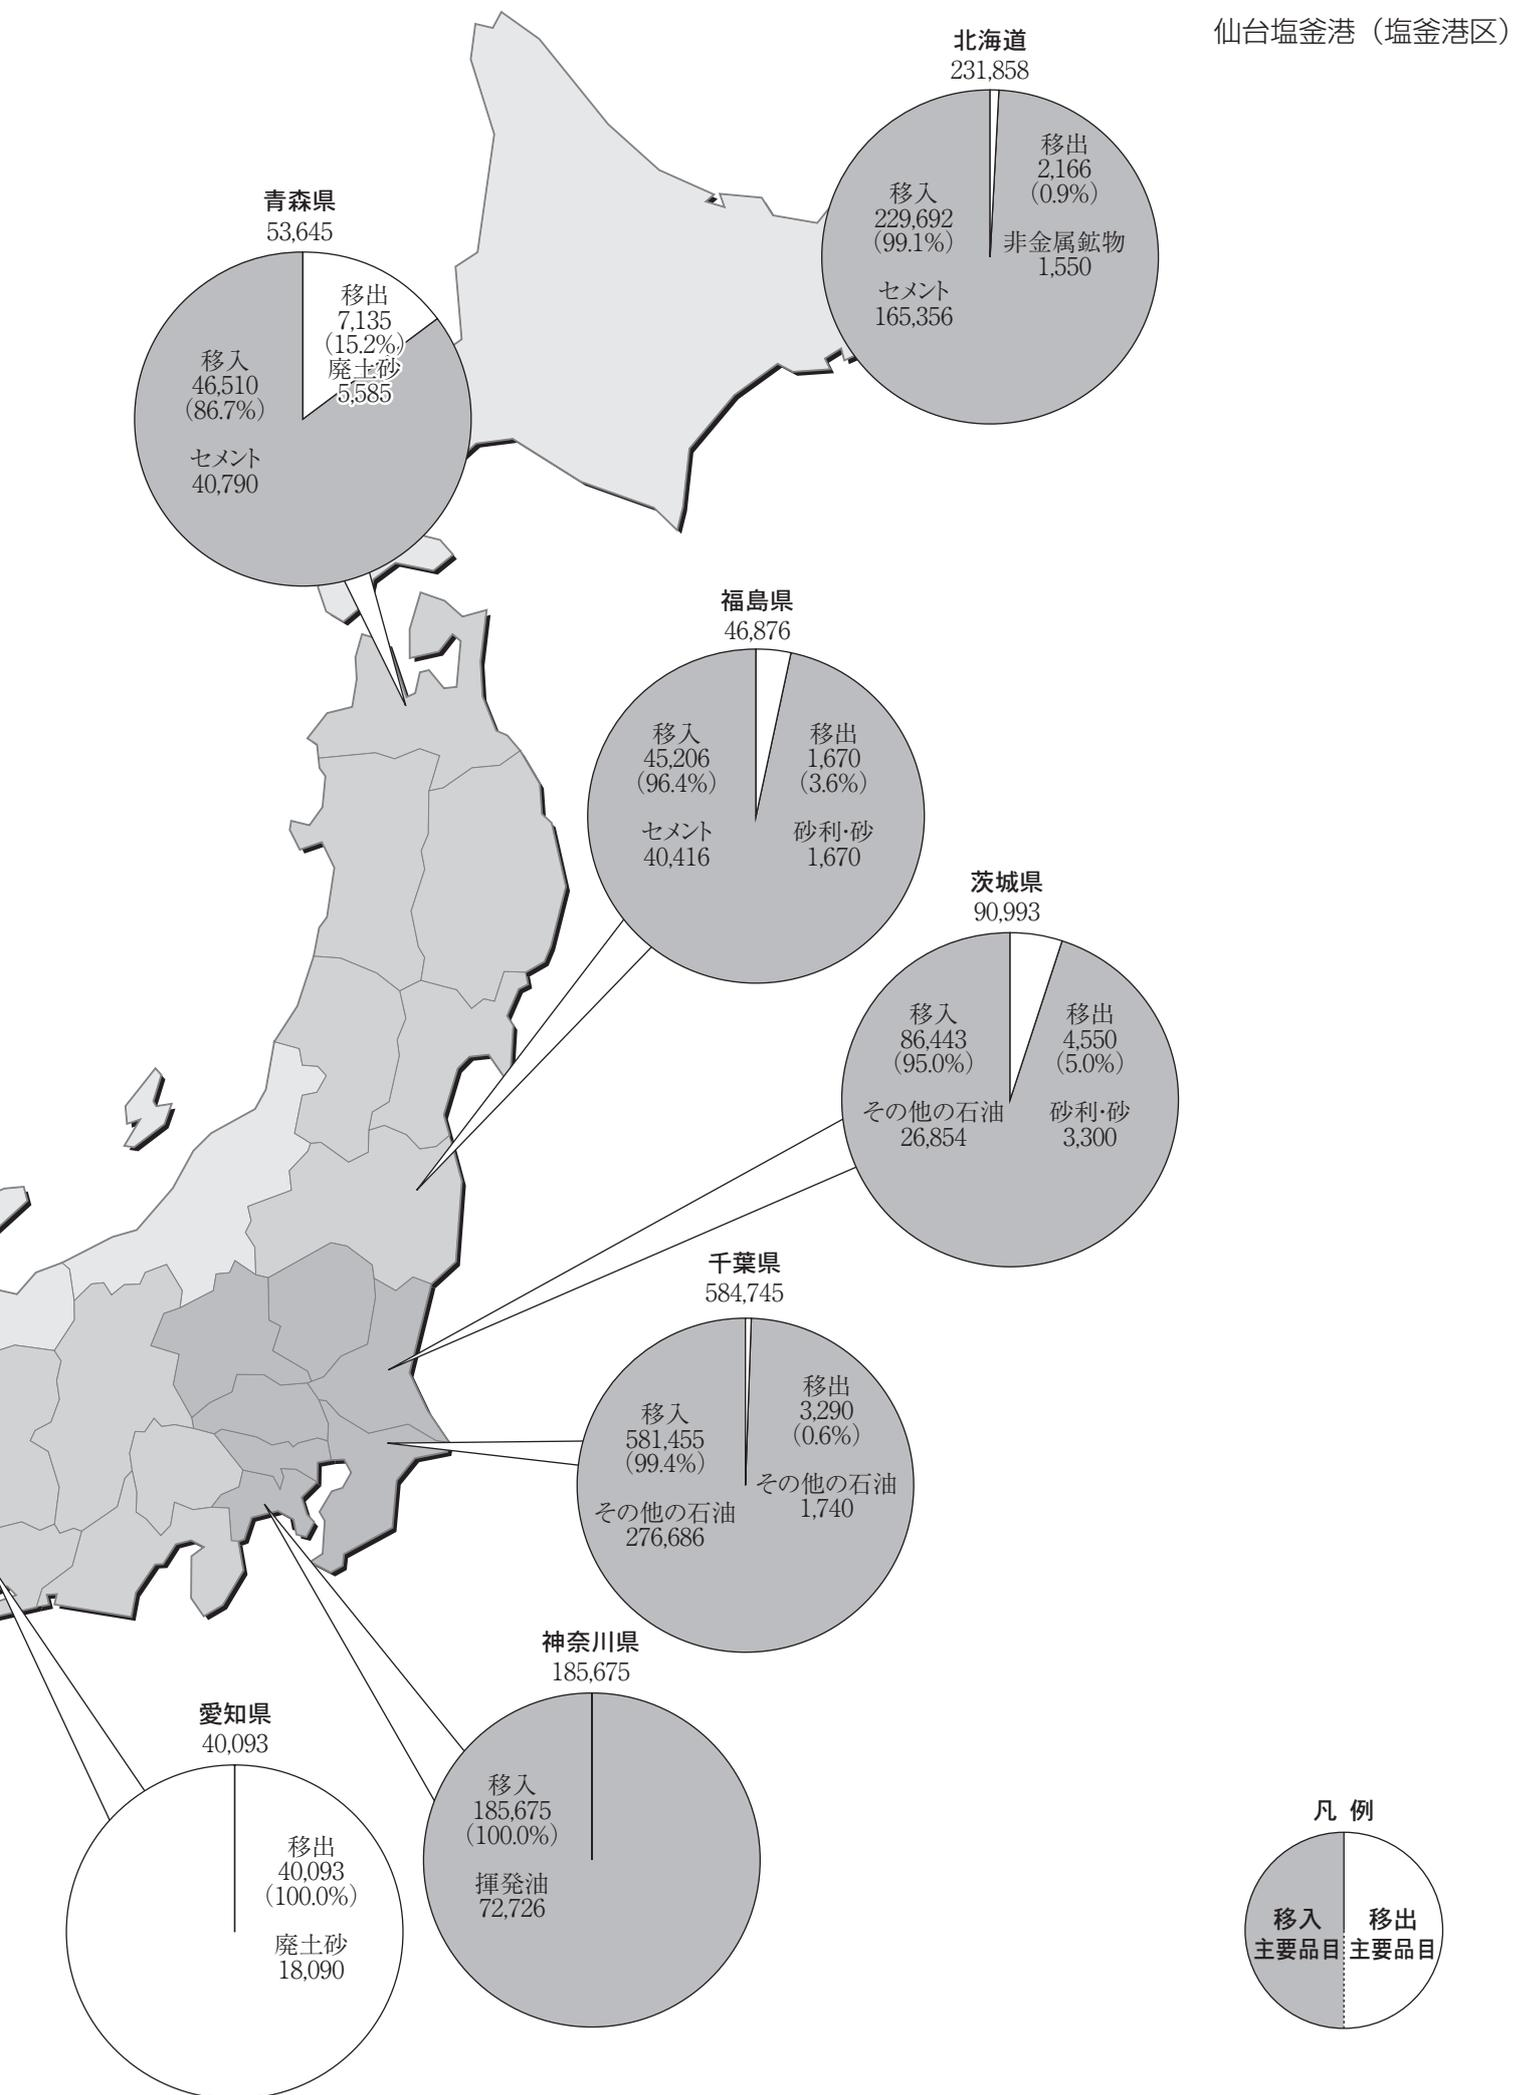 仙台塩釜港（塩釜港区）
北海道
231,858
移入
229,692
（99.1%）
セメント
165,356
移出
2,166
（0.9%）
非金属鉱物
1,550
青森県
53,645
移入
46,510
（86.7%）
セメント
40,790
移出
7,135
（15.2%）
廃土砂
5,585
福島県
46,876
移入
45,206
（96.4%）
セメント
40,416
移出
1,670
（3.6%）
砂利・砂
1,670
茨城県
90,993
移入
86,443
（95.0%）
その他の石油
26,854
移出
4,550
（5.0%）
砂利・砂
3,300
千葉県
584,745
移入
581,455
（99.4%）
その他の石油
276,686
移出
3,290
（0.6%）
その他の石油
1,740
神奈川県
185,675
移入
185,675
（100.0%）
揮発油
72,726
愛知県
40,093
移出
40,093
（100.0%）
廃土砂
18,090
凡 例
移入
主要品目
移出
主要品目